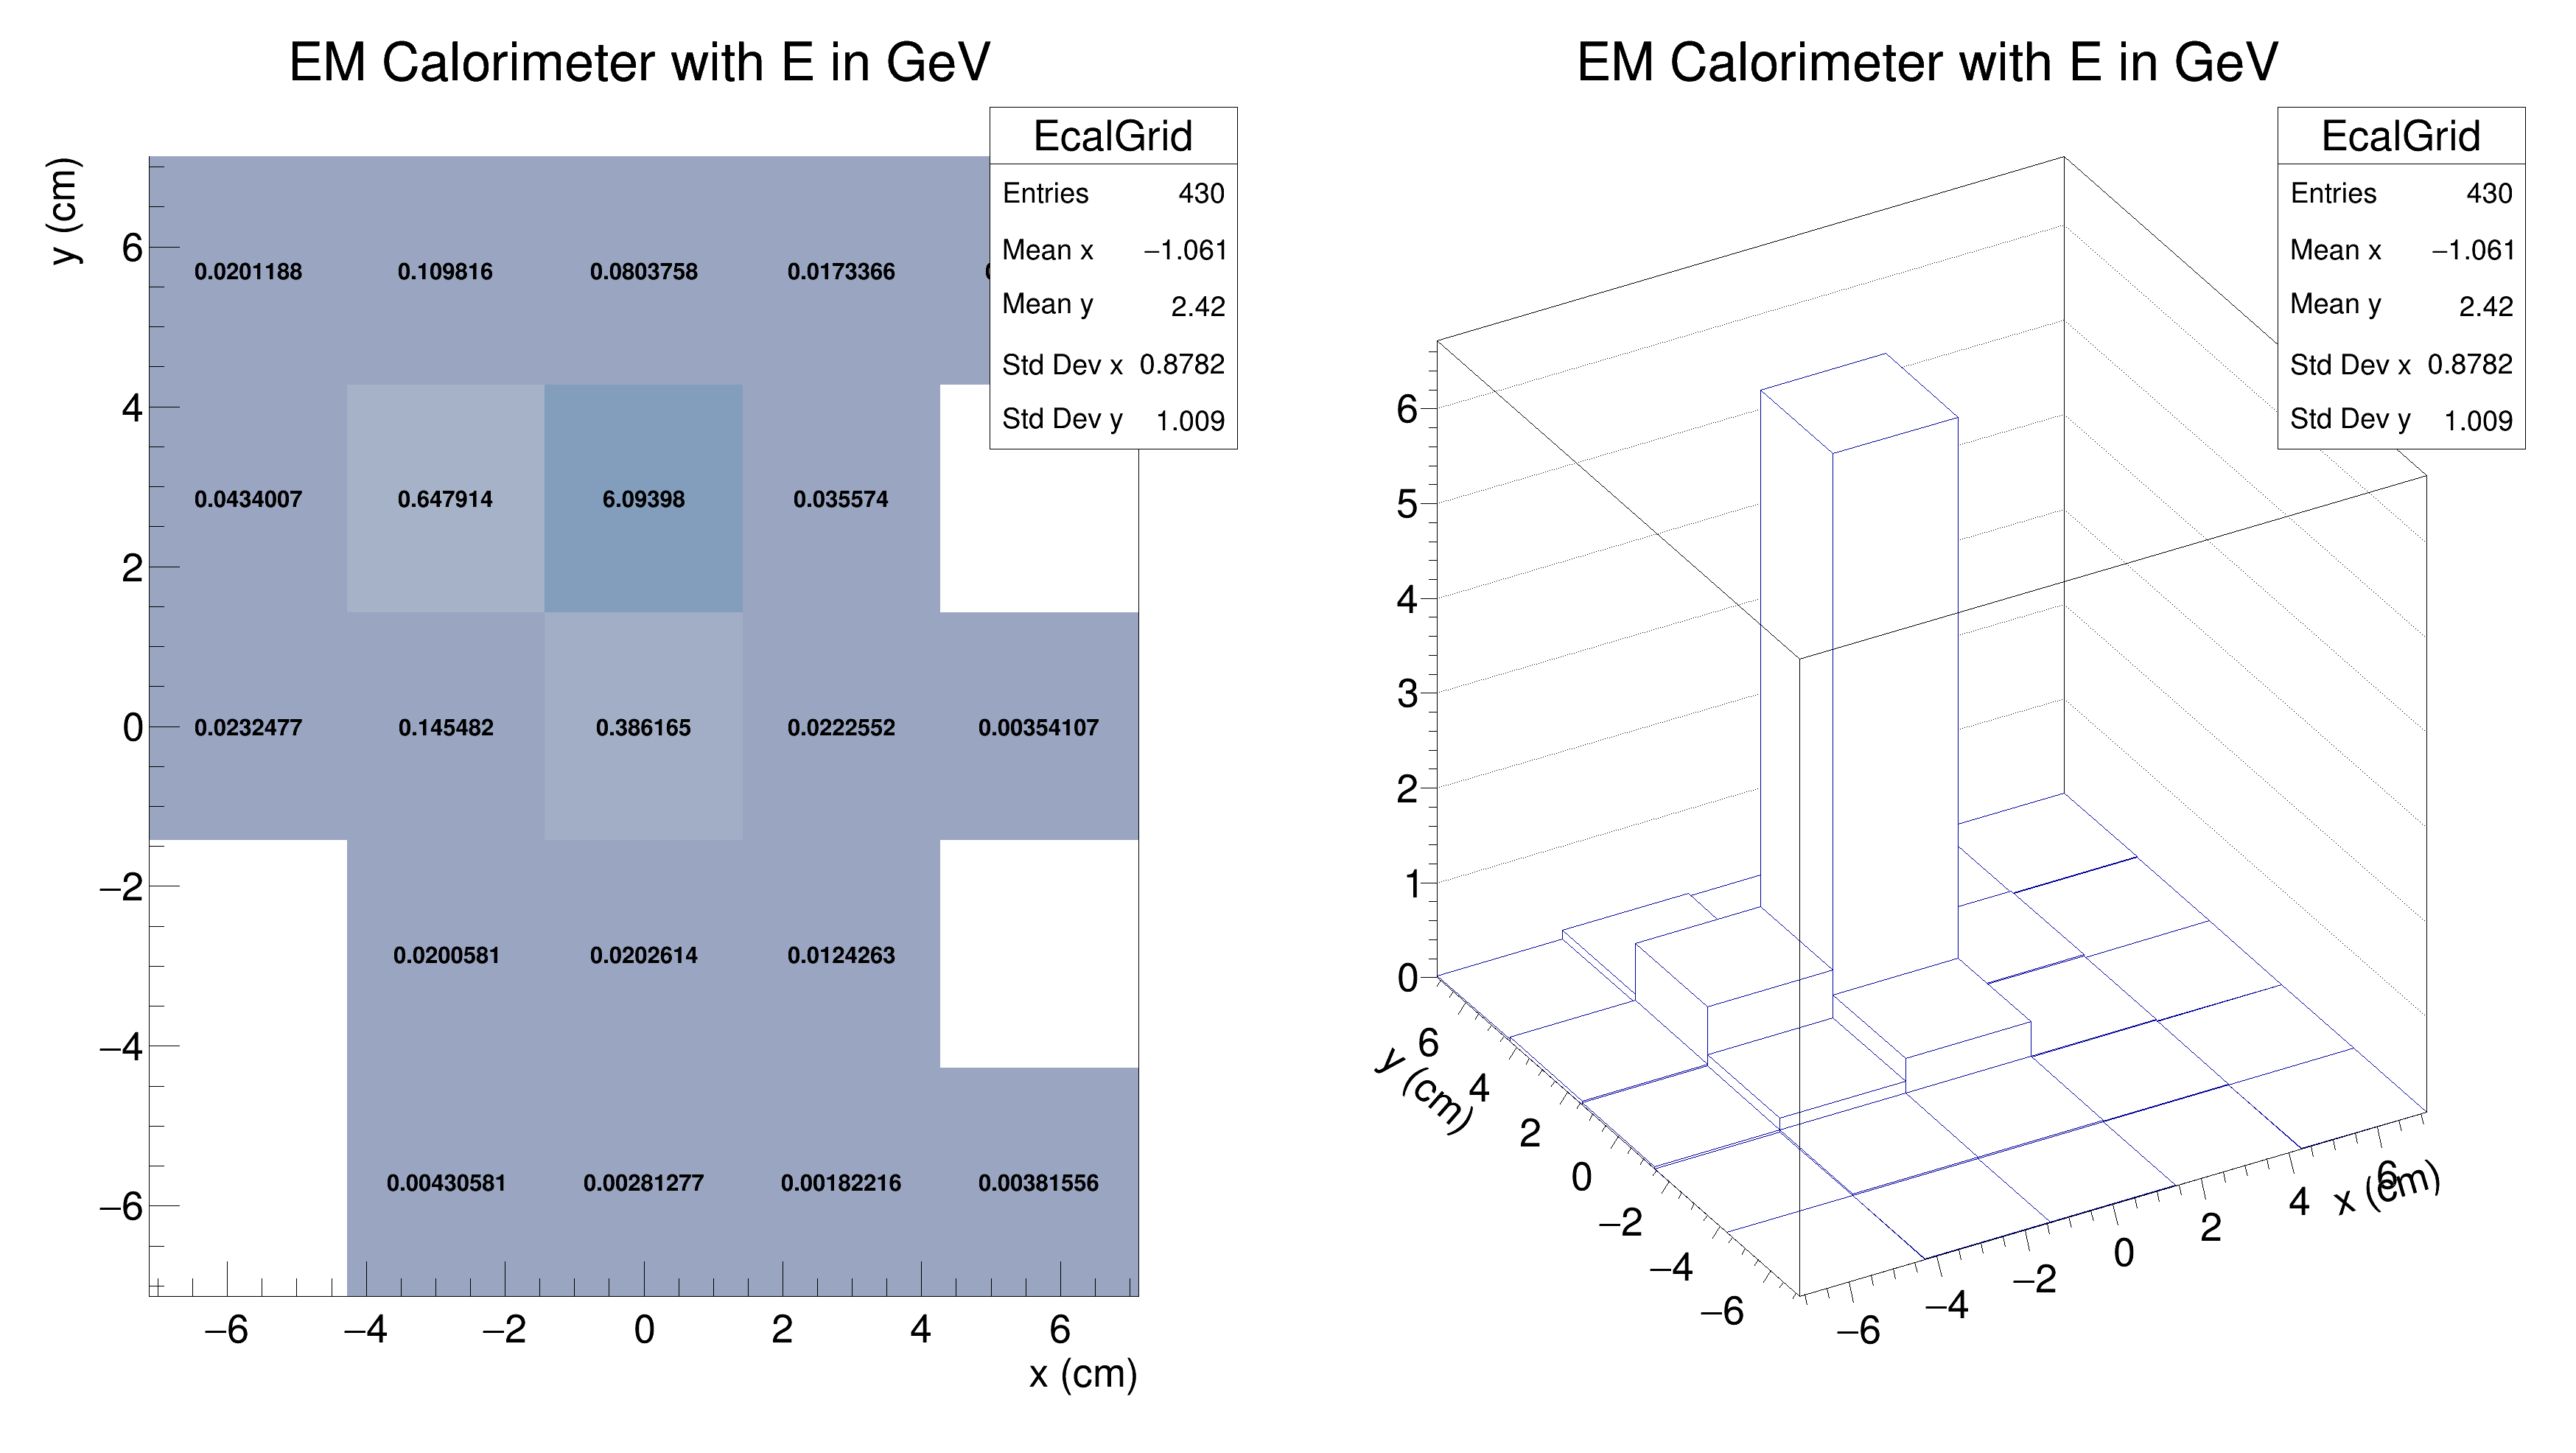 EM Calorimeter with E in GeV
EcalGrid
Entries 430
Mean x −1.061
Mean y 2.42
Std Dev x 0.8782
Std Dev y 1.009
y (cm)
6
4
2
0
−2
−4
−6
0.0201188 0.109816 0.0803758 0.0173366
0.0434007 0.647914 6.09398 0.035574
0.0232477 0.145482 0.386165 0.0222552 0.00354107
0.0200581 0.0202614 0.0124263
0.00430581 0.00281277 0.00182216 0.00381556
−6 −4 −2 0 2 4 6
x (cm)
EM Calorimeter with E in GeV
EcalGrid
Entries 430
Mean x −1.061
Mean y 2.42
Std Dev x 0.8782
Std Dev y 1.009
6
5
4
3
2
1
0
y (cm)
6
4
2
0
−2
−4
−6
−6 −4 −2 0 2 4 6
x (cm)